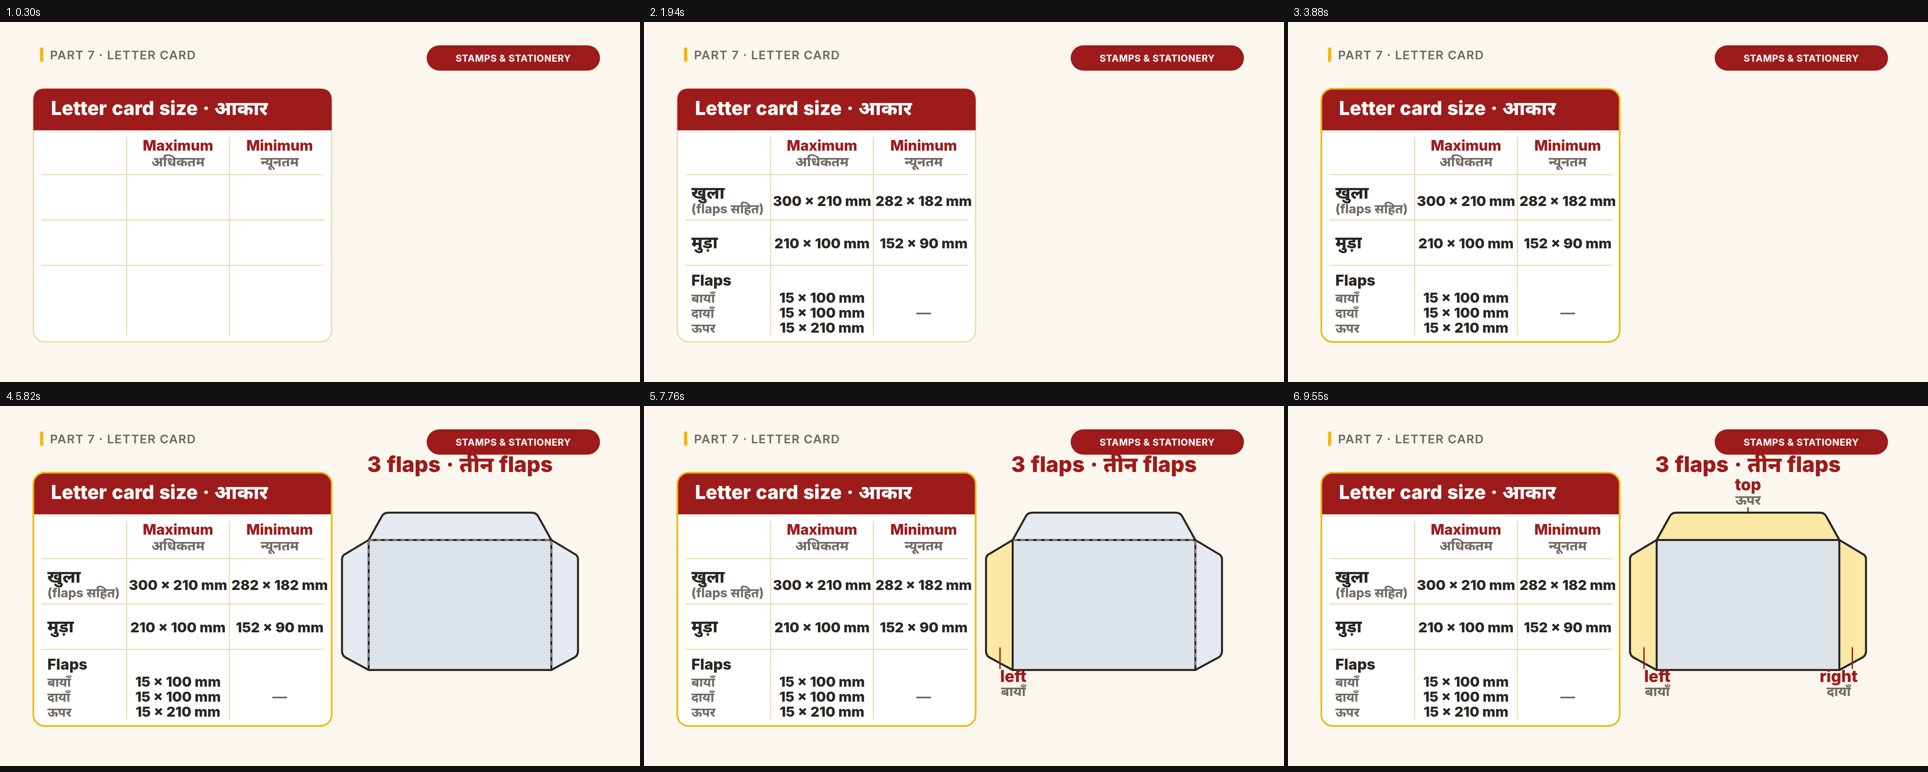 1. 0.30s
PART 7 · LETTER CARD
STAMPS & STATIONERY
Letter card size · आकार
Maximum Minimum
अधिकतम न्यूनतम
2. 1.94s
PART 7 · LETTER CARD
STAMPS & STATIONERY
Letter card size · आकार
Maximum Minimum
अधिकतम न्यूनतम
खुला
(flaps सहित) 300 × 210 mm 282 × 182 mm
मुड़ा 210 × 100 mm 152 × 90 mm
Flaps
बायाँ 15 × 100 mm
दायाँ 15 × 100 mm —
ऊपर 15 × 210 mm
3. 3.88s
PART 7 · LETTER CARD
STAMPS & STATIONERY
Letter card size · आकार
Maximum Minimum
अधिकतम न्यूनतम
खुला
(flaps सहित) 300 × 210 mm 282 × 182 mm
मुड़ा 210 × 100 mm 152 × 90 mm
Flaps
बायाँ 15 × 100 mm
दायाँ 15 × 100 mm —
ऊपर 15 × 210 mm
4. 5.82s
PART 7 · LETTER CARD
STAMPS & STATIONERY
3 flaps · तीन flaps
Letter card size · आकार
Maximum Minimum
अधिकतम न्यूनतम
खुला
(flaps सहित) 300 × 210 mm 282 × 182 mm
मुड़ा 210 × 100 mm 152 × 90 mm
Flaps
बायाँ 15 × 100 mm
दायाँ 15 × 100 mm —
ऊपर 15 × 210 mm
5. 7.76s
PART 7 · LETTER CARD
STAMPS & STATIONERY
3 flaps · तीन flaps
Letter card size · आकार
Maximum Minimum
अधिकतम न्यूनतम
खुला
(flaps सहित) 300 × 210 mm 282 × 182 mm
मुड़ा 210 × 100 mm 152 × 90 mm
Flaps
बायाँ 15 × 100 mm
दायाँ 15 × 100 mm —
ऊपर 15 × 210 mm
left
बायाँ
6. 9.55s
PART 7 · LETTER CARD
STAMPS & STATIONERY
3 flaps · तीन flaps
top
ऊपर
Letter card size · आकार
Maximum Minimum
अधिकतम न्यूनतम
खुला
(flaps सहित) 300 × 210 mm 282 × 182 mm
मुड़ा 210 × 100 mm 152 × 90 mm
Flaps
बायाँ 15 × 100 mm
दायाँ 15 × 100 mm —
ऊपर 15 × 210 mm
left right
बायाँ दायाँ